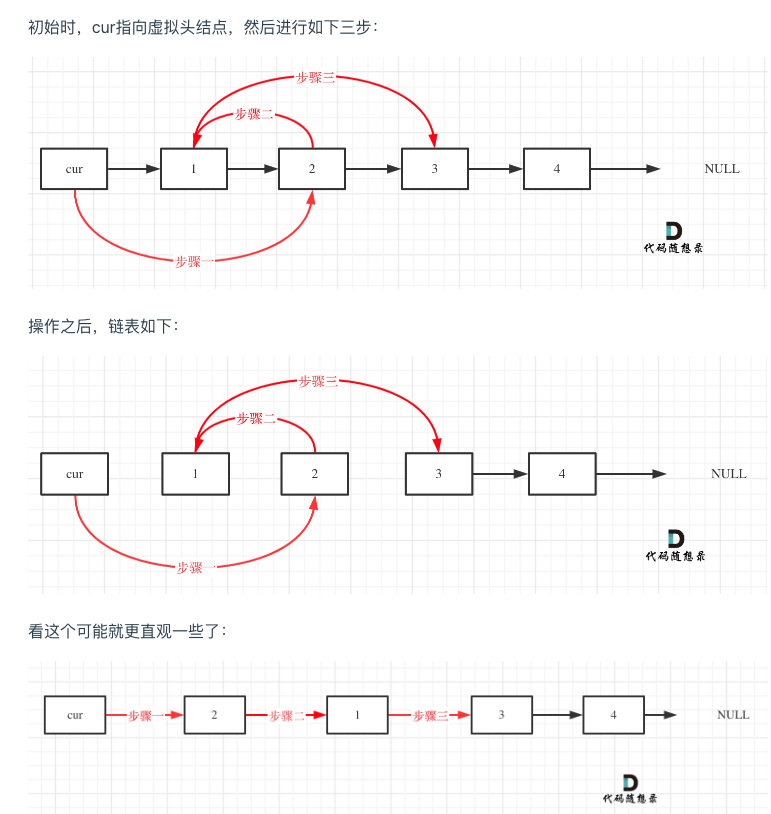 初始时，cur指向虚拟头结点，然后进行如下三步：
步骤三
步骤二
cur
1
2
3
4
NULL
步骤一
代码随想录
操作之后，链表如下：
步骤三
步骤二
cur
1
2
3
4
NULL
步骤一
代码随想录
看这个可能就更直观一些了：
cur 步骤一 2 步骤二 1 步骤三 3 4 NULL
代码随想录